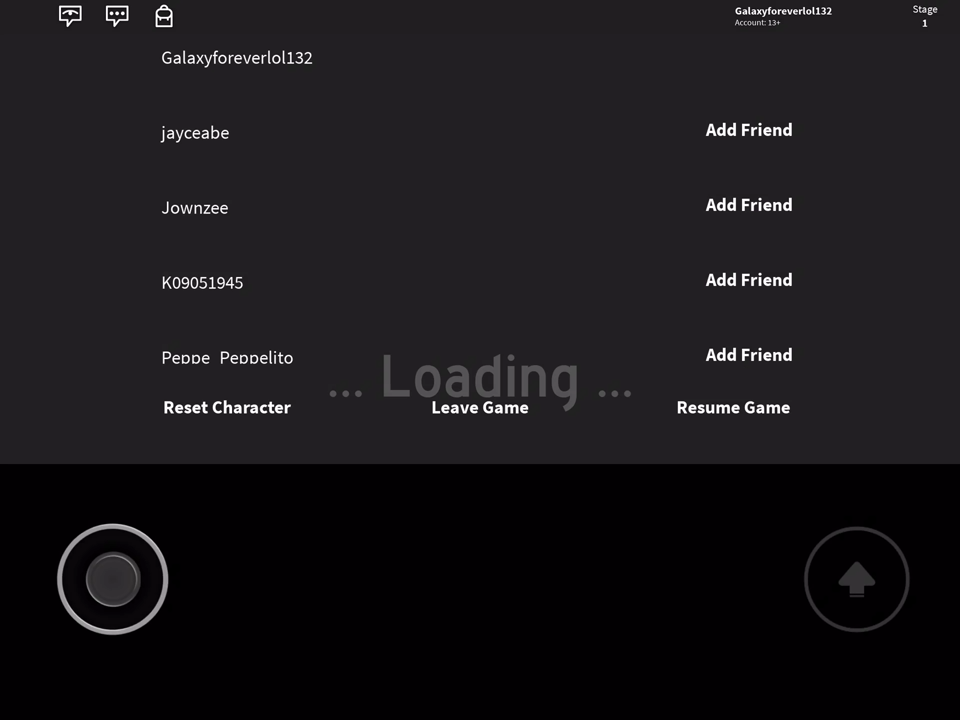 Galaxyforeverlol132
Account: 13+
Stage
1
Galaxyforeverlol132
jayceabe
Add Friend
Jownzee
Add Friend
K09051945
Add Friend
Peppe_Peppelito
Add Friend
... Loading ...
Reset Character
Leave Game
Resume Game